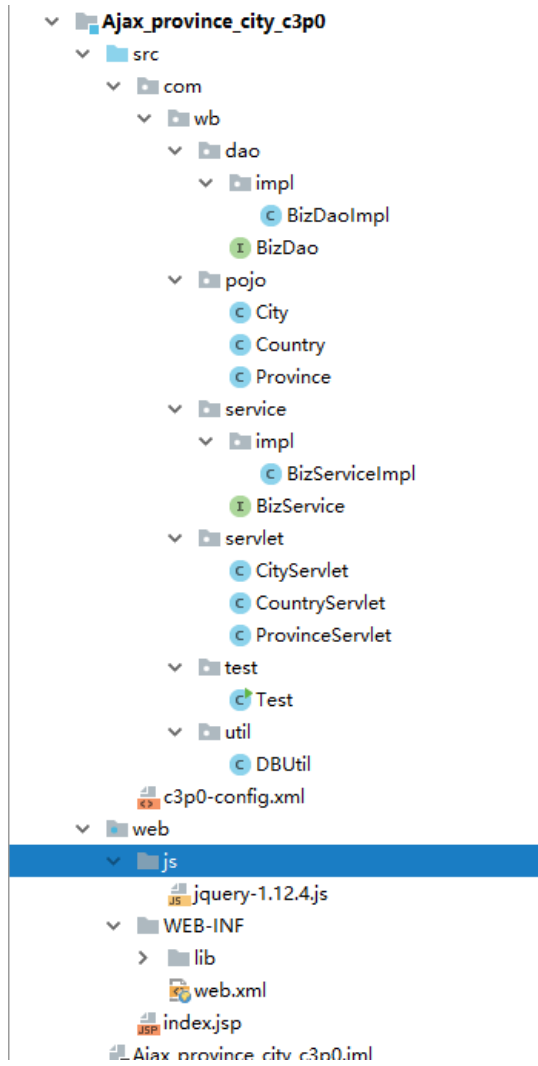 Ajax_province_city_c3p0
src
com
wb
dao
impl
BizDaoImpl
BizDao
pojo
City
Country
Province
service
impl
BizServiceImpl
BizService
servlet
CityServlet
CountryServlet
ProvinceServlet
test
Test
util
DBUtil
c3p0-config.xml
web
js
jquery-1.12.4.js
WEB-INF
lib
web.xml
index.jsp
Ajax_province_city_c3p0.iml